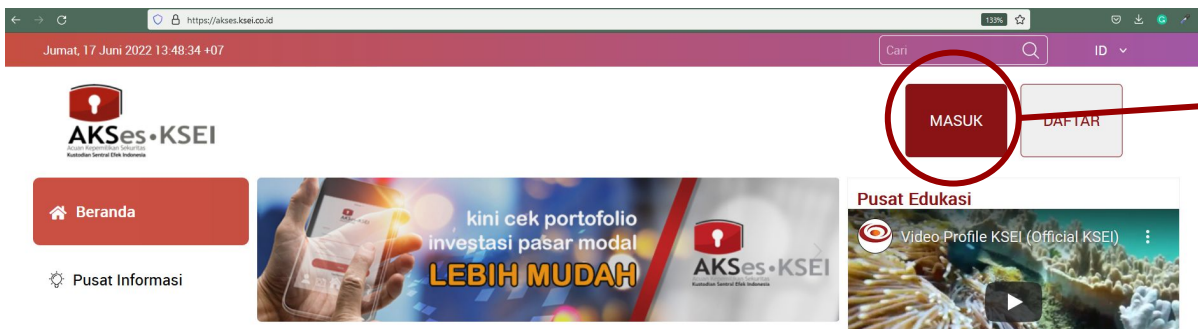 https://akses.ksei.co.id
133%
Jumat, 17 Juni 2022 13:48:34 +07
Cari
ID
AKSes•KSEI
Acuan Kepemilikan Sekuritas
Kustodian Sentral Efek Indonesia
MASUK
DAFTAR
Beranda
Pusat Informasi
kini cek portofolio
investasi pasar modal
LEBIH MUDAH
AKSes•KSEI
Kustodian Sentral Efek Indonesia
Pusat Edukasi
Video Profile KSEI (Official KSEI)